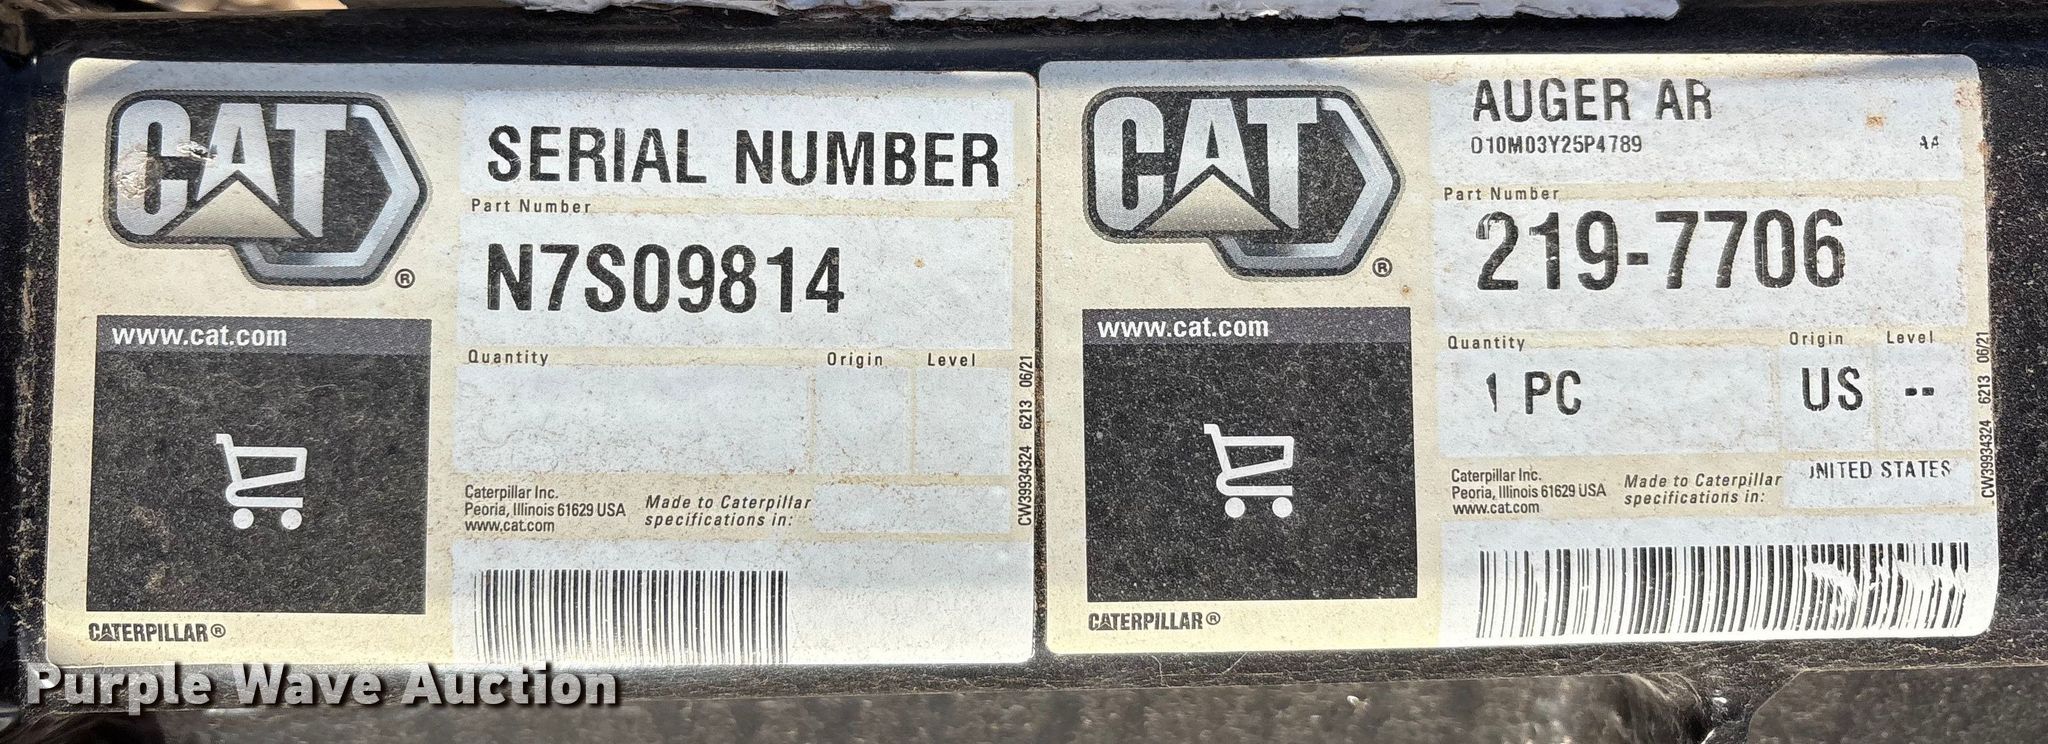 CAT®
SERIAL NUMBER
Part Number
N7S09814
www.cat.com
Quantity Origin Level
Caterpillar Inc.
Peoria, Illinois 61629 USA
www.cat.com
Made to Caterpillar
specifications in:
CW39934324 6213 06/21
CATERPILLAR®
CAT®
AUGER AR
D10M03Y25P4789 AA
Part Number
219-7706
www.cat.com
Quantity Origin Level
1 PC US --
Caterpillar Inc.
Peoria, Illinois 61629 USA
www.cat.com
Made to Caterpillar
specifications in:
UNITED STATES
CW39934324 6213 06/21
CATERPILLAR®
Purple Wave Auction